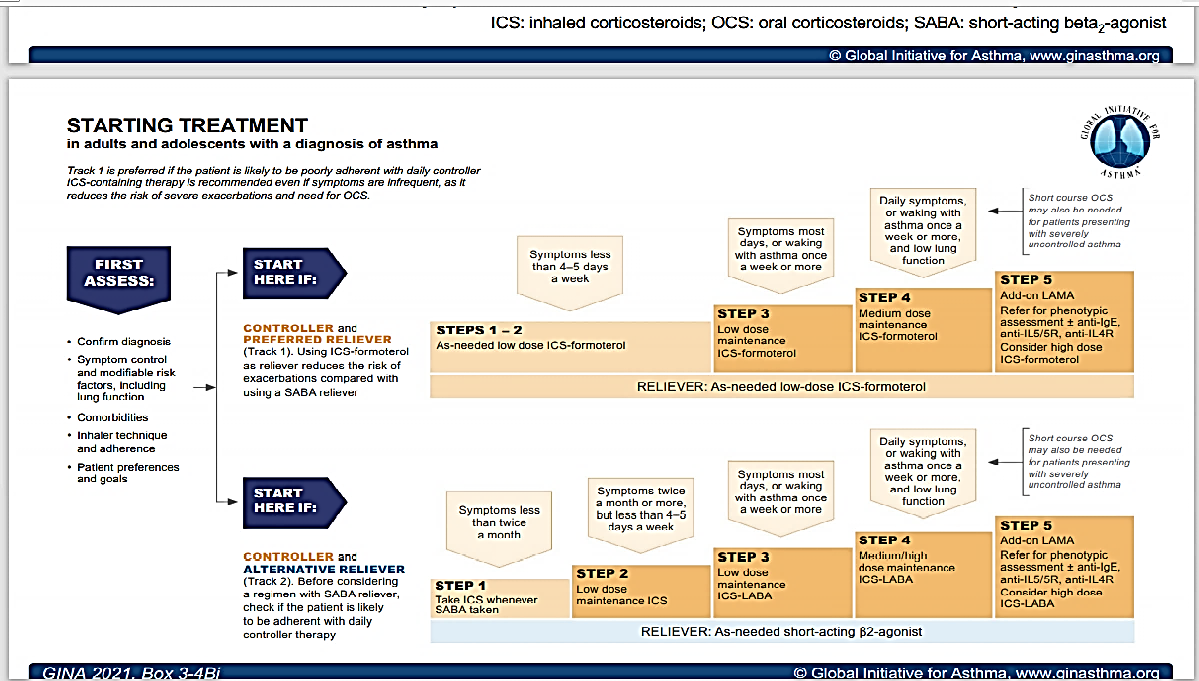 ICS: inhaled corticosteroids; OCS: oral corticosteroids; SABA: short-acting beta2-agonist
© Global Initiative for Asthma, www.ginasthma.org
STARTING TREATMENT
in adults and adolescents with a diagnosis of asthma
Track 1 is preferred if the patient is likely to be poorly adherent with daily controller
ICS-containing therapy is recommended even if symptoms are infrequent, as it
reduces the risk of severe exacerbations and need for OCS.
GLOBAL INITIATIVE FOR
ASTHMA
FIRST
ASSESS:
• Confirm diagnosis
• Symptom control
and modifiable risk
factors, including
lung function
• Comorbidities
• Inhaler technique
and adherence
• Patient preferences
and goals
START
HERE IF:
CONTROLLER and
PREFERRED RELIEVER
(Track 1). Using ICS-formoterol
as reliever reduces the risk of
exacerbations compared with
using a SABA reliever
Symptoms less
than 4–5 days
a week
Symptoms most
days, or waking
with asthma once
a week or more
Daily symptoms,
or waking with
asthma once a
week or more,
and low lung
function
Short course OCS
may also be needed
for patients presenting
with severely
uncontrolled asthma
STEPS 1 – 2
As-needed low dose ICS-formoterol
STEP 3
Low dose
maintenance
ICS-formoterol
STEP 4
Medium dose
maintenance
ICS-formoterol
STEP 5
Add-on LAMA
Refer for phenotypic
assessment ± anti-IgE,
anti-IL5/5R, anti-IL4R
Consider high dose
ICS-formoterol
RELIEVER: As-needed low-dose ICS-formoterol
START
HERE IF:
CONTROLLER and
ALTERNATIVE RELIEVER
(Track 2). Before considering
a regimen with SABA reliever,
check if the patient is likely
to be adherent with daily
controller therapy
Symptoms less
than twice
a month
Symptoms twice
a month or more,
but less than 4–5
days a week
Symptoms most
days, or waking
with asthma once
a week or more
Daily symptoms,
or waking with
asthma once a
week or more,
and low lung
function
Short course OCS
may also be needed
for patients presenting
with severely
uncontrolled asthma
STEP 1
Take ICS whenever
SABA taken
STEP 2
Low dose
maintenance ICS
STEP 3
Low dose
maintenance
ICS-LABA
STEP 4
Medium/high
dose maintenance
ICS-LABA
STEP 5
Add-on LAMA
Refer for phenotypic
assessment ± anti-IgE,
anti-IL5/5R, anti-IL4R
Consider high dose
ICS-LABA
RELIEVER: As-needed short-acting β2-agonist
GINA 2021, Box 3-4Bi
© Global Initiative for Asthma, www.ginasthma.org